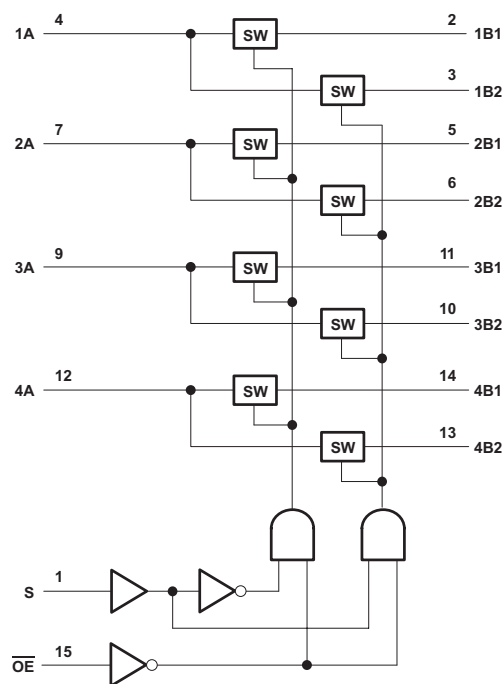 1A 4 SW 2 1B1
SW 3 1B2
2A 7 SW 5 2B1
SW 6 2B2
3A 9 SW 11 3B1
SW 10 3B2
4A 12 SW 14 4B1
SW 13 4B2
S 1
OE 15